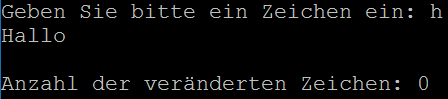 Geben Sie bitte ein Zeichen ein: h
Hallo
Anzahl der veränderten Zeichen: 0